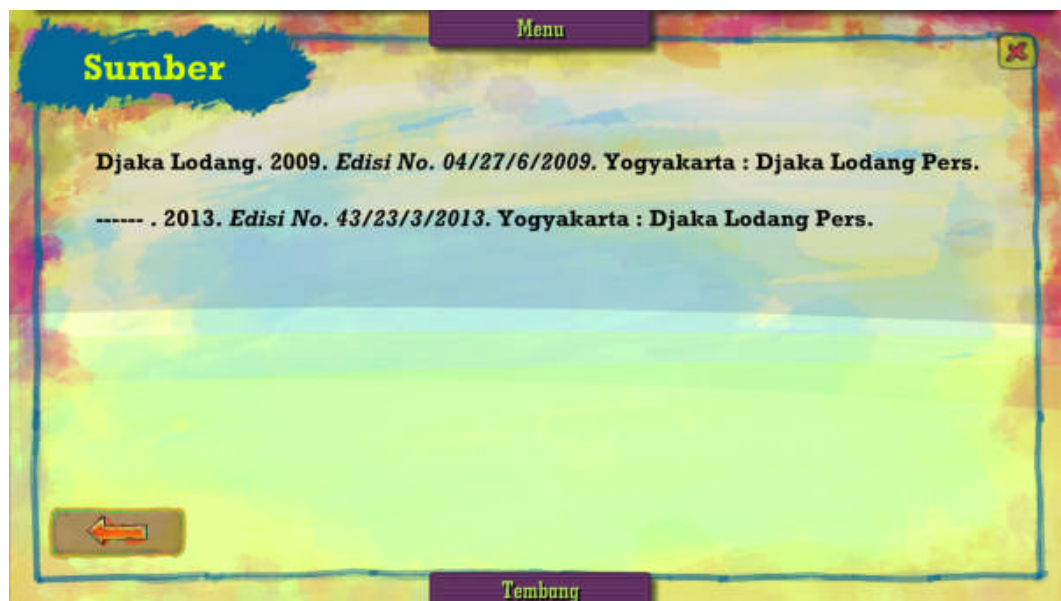 Menu
Sumber
Djaka Lodang. 2009. Edisi No. 04/27/6/2009. Yogyakarta : Djaka Lodang Pers.
------ . 2013. Edisi No. 43/23/3/2013. Yogyakarta : Djaka Lodang Pers.
Tembang